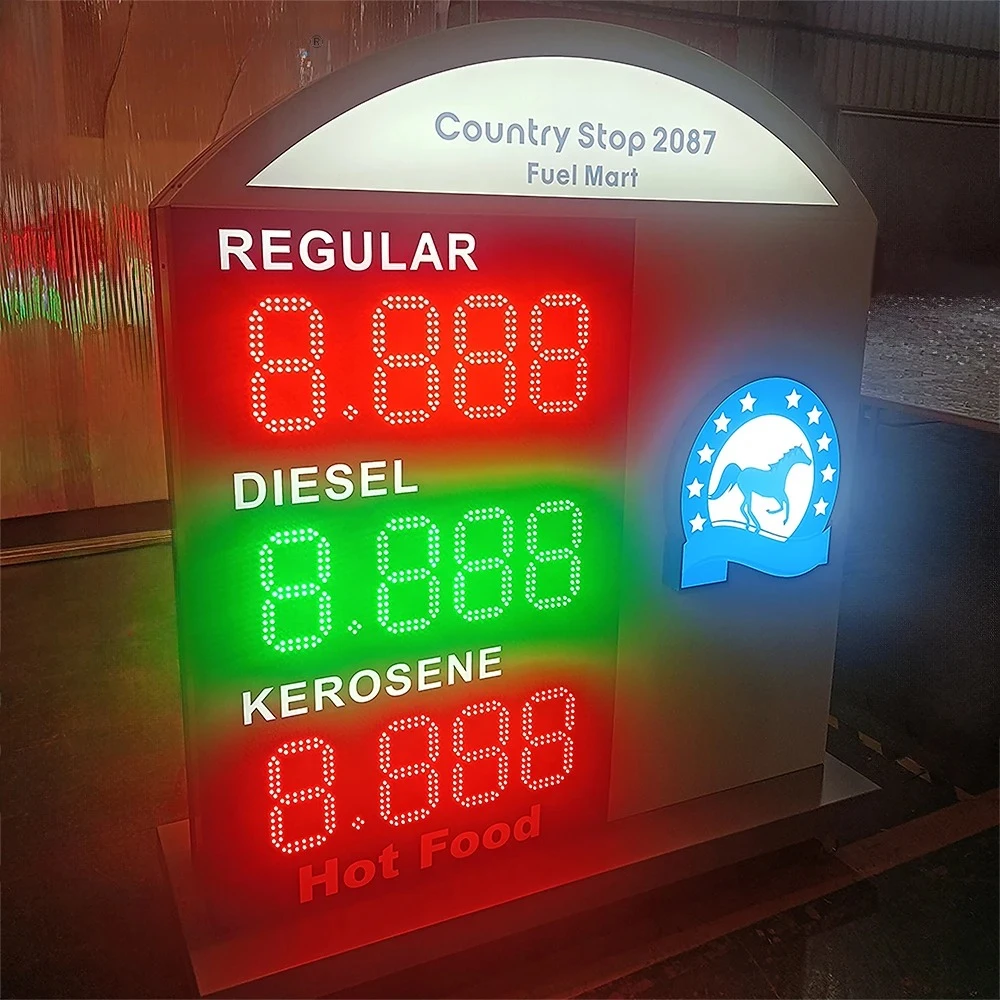 Country Stop 2087
Fuel Mart
REGULAR
8.888
DIESEL
8.888
KEROSENE
8.888
Hot Food
®